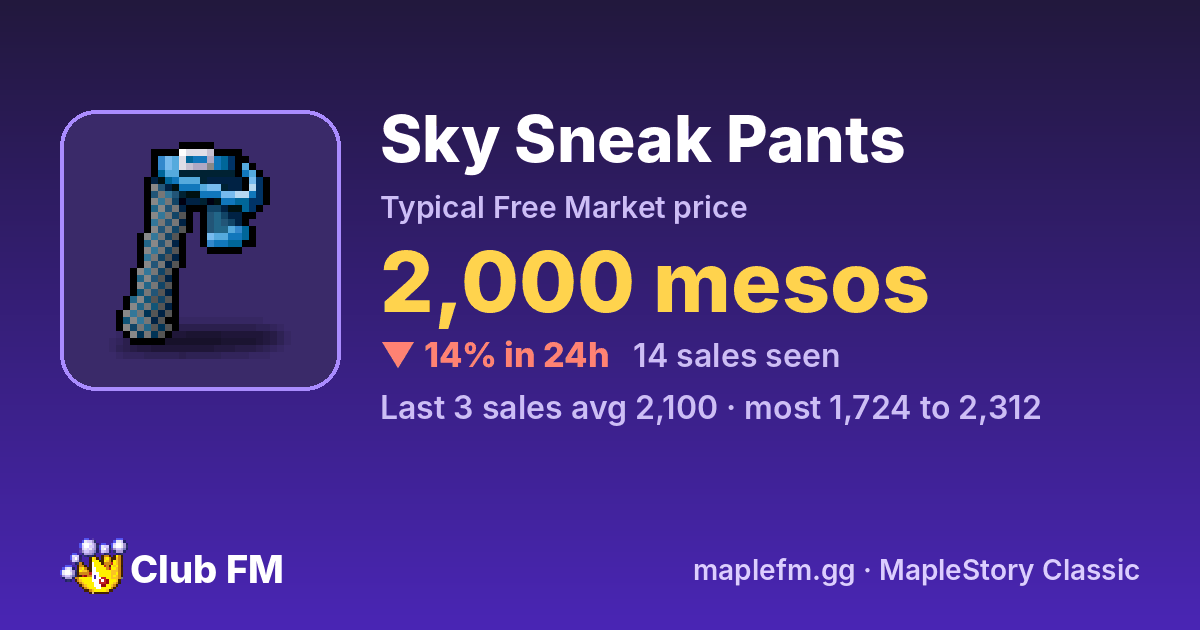 Sky Sneak Pants
Typical Free Market price
2,000 mesos
▼ 14% in 24h 14 sales seen
Last 3 sales avg 2,100 · most 1,724 to 2,312
Club FM
maplefm.gg · MapleStory Classic